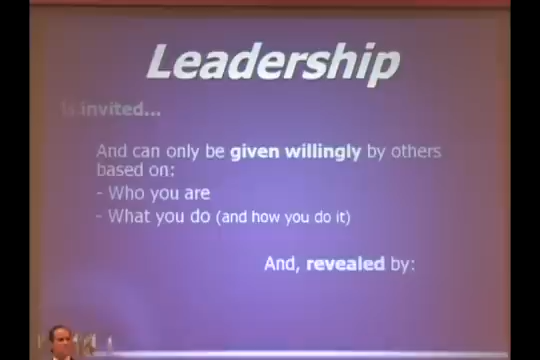 Leadership
Is invited...
And can only be given willingly by others
based on:
- Who you are
- What you do (and how you do it)
And, revealed by: